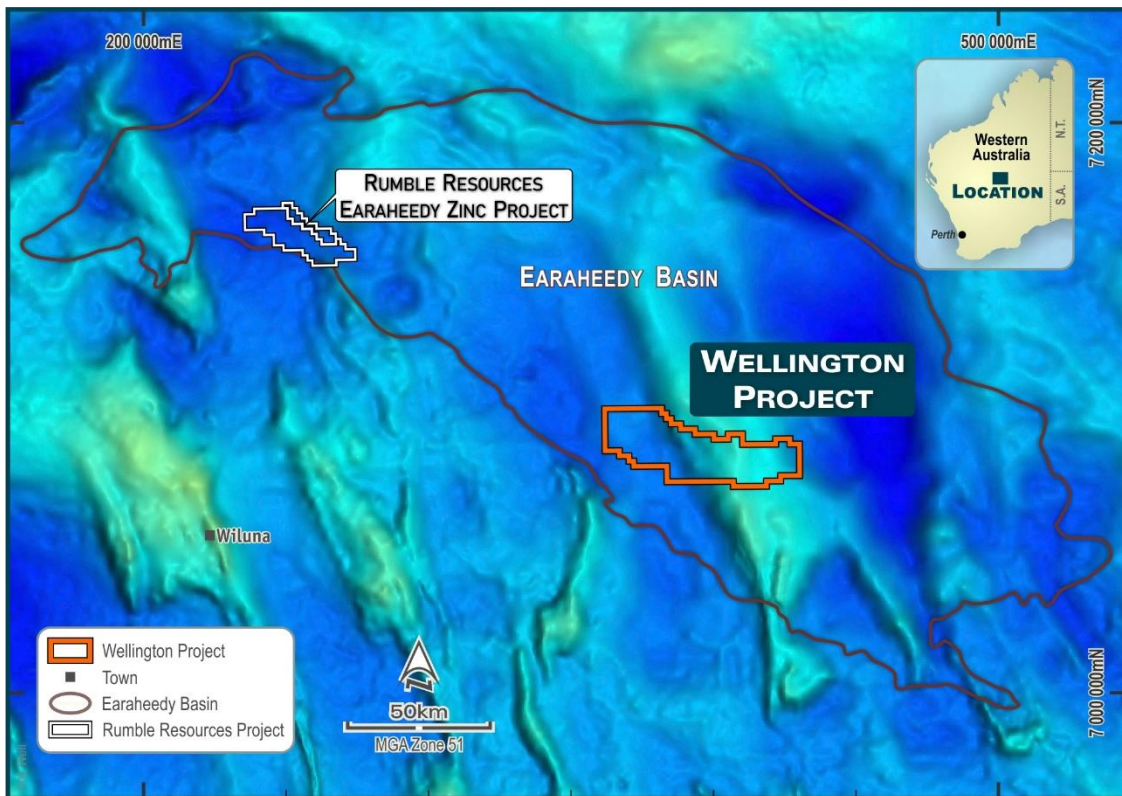 200 000mE
500 000mE
7 200 000mN
Western
Australia
LOCATION
N.T.
S.A.
Perth
RUMBLE RESOURCES
EARAHEEDY ZINC PROJECT
EARAHEEDY BASIN
WELLINGTON
PROJECT
Wiluna
Wellington Project
Town
Earaheedy Basin
Rumble Resources Project
50km
MGA Zone 51
7 000 000mN